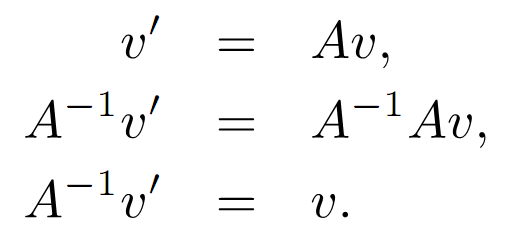 v′ = Av,
A⁻¹v′ = A⁻¹Av,
A⁻¹v′ = v.